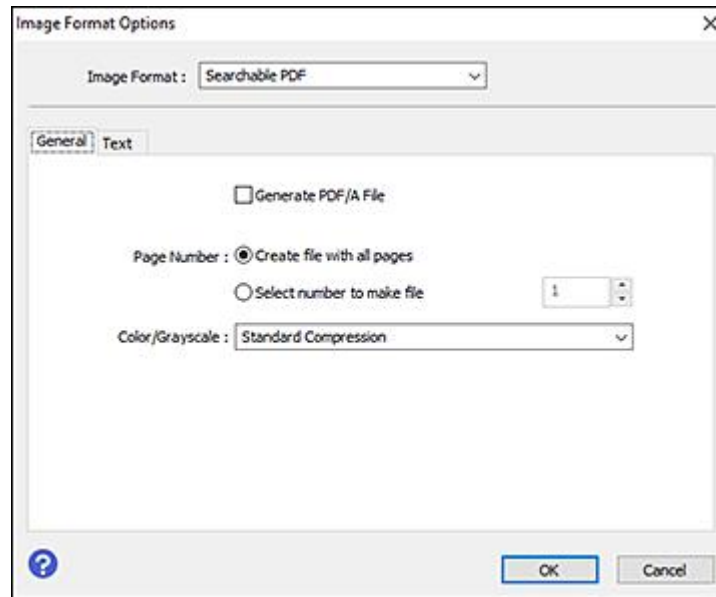 Image Format Options
Image Format : Searchable PDF
General Text
Generate PDF/A File
Page Number : Create file with all pages
Select number to make file 1
Color/Grayscale : Standard Compression
? OK Cancel